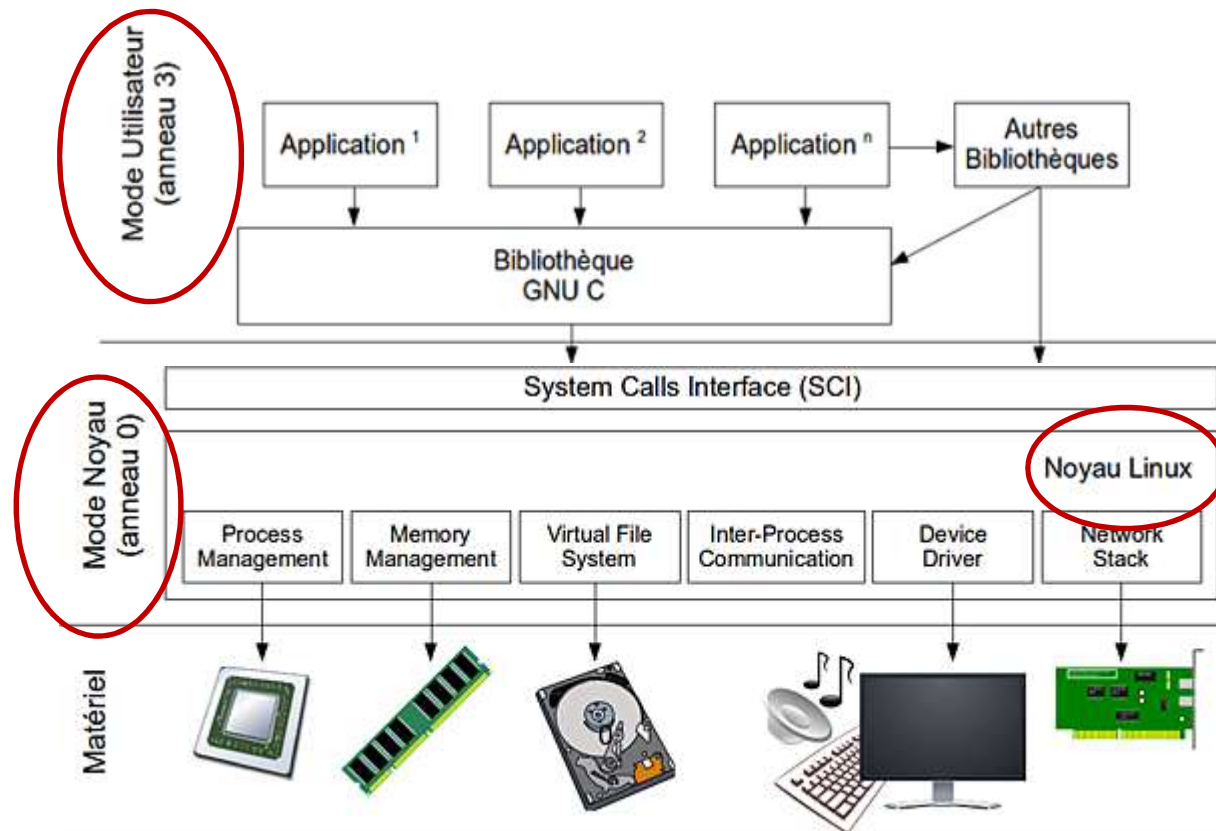 Mode Utilisateur
(anneau 3)
Application 1
Application 2
Application n
Autres
Bibliothèques
Bibliothèque
GNU C
System Calls Interface (SCI)
Mode Noyau
(anneau 0)
Noyau Linux
Process
Management
Memory
Management
Virtual File
System
Inter-Process
Communication
Device
Driver
Network
Stack
Matériel